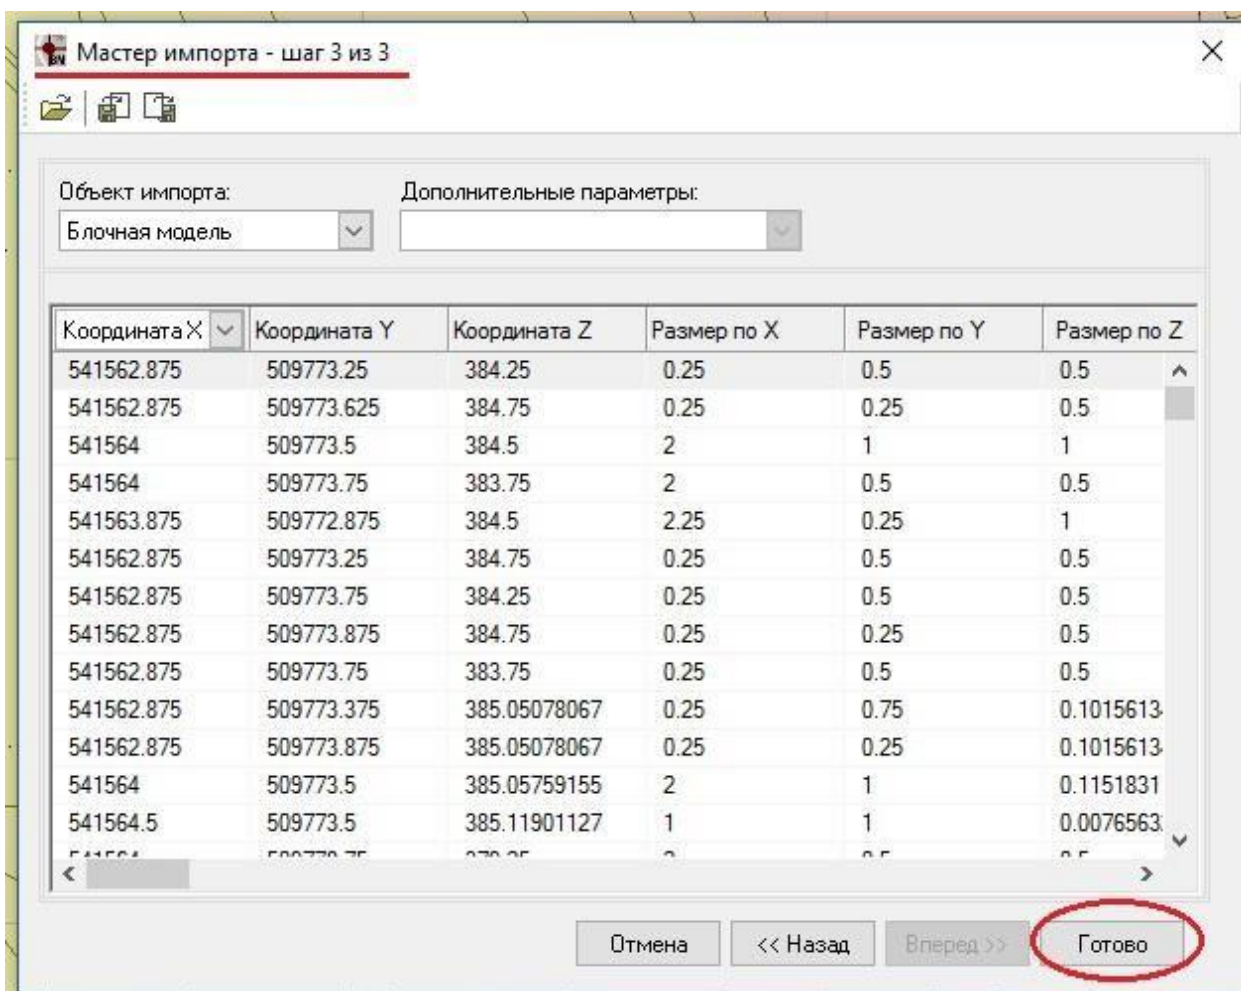 Мастер импорта - шаг 3 из 3
Объект импорта: Дополнительные параметры:
Блочная модель
Координата X Координата Y Координата Z Размер по X Размер по Y Размер по Z
541562.875 509773.25 384.25 0.25 0.5 0.5
541562.875 509773.625 384.75 0.25 0.25 0.5
541564 509773.5 384.5 2 1 1
541564 509773.75 383.75 2 0.5 0.5
541563.875 509772.875 384.5 2.25 0.25 1
541562.875 509773.25 384.75 0.25 0.5 0.5
541562.875 509773.75 384.25 0.25 0.5 0.5
541562.875 509773.875 384.75 0.25 0.25 0.5
541562.875 509773.75 383.75 0.25 0.5 0.5
541562.875 509773.375 385.05078067 0.25 0.75 0.1015613
541562.875 509773.875 385.05078067 0.25 0.25 0.1015613
541564 509773.5 385.05759155 2 1 0.1151831
541564.5 509773.5 385.11901127 1 1 0.0076563
Отмена << Назад Вперед >> Готово